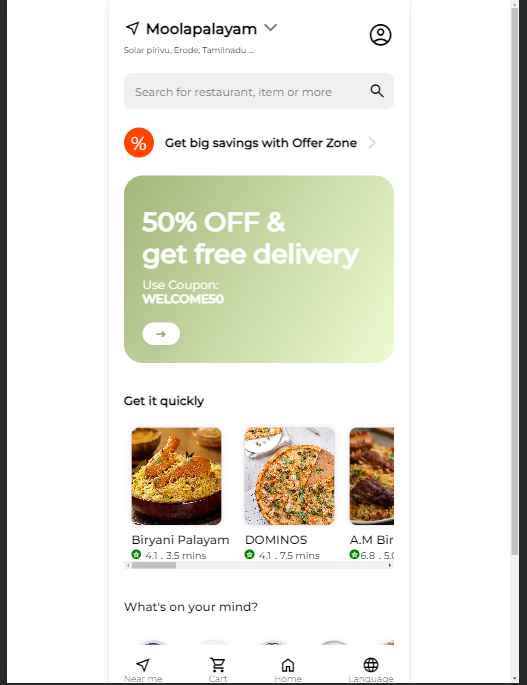 Moolapalayam
Solar pirivu, Erode, Tamilnadu ...
Search for restaurant, item or more
% Get big savings with Offer Zone
50% OFF &
get free delivery
Use Coupon:
WELCOME50
Get it quickly
Biryani Palayam DOMINOS A.M Bir
4.1 . 3.5 mins 4.1 . 7.5 mins 6.8 . 5.0
What's on your mind?
Near me Cart Home Language